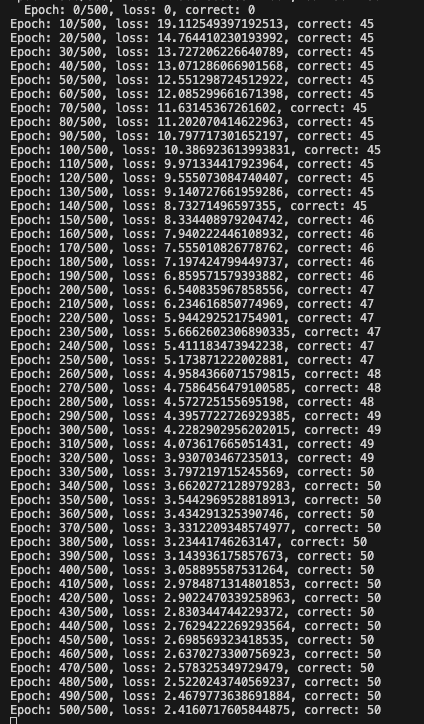 Epoch: 0/500, loss: 0, correct: 0
Epoch: 10/500, loss: 19.112549397192513, correct: 45
Epoch: 20/500, loss: 14.764410230193992, correct: 45
Epoch: 30/500, loss: 13.727206226640789, correct: 45
Epoch: 40/500, loss: 13.071286066901568, correct: 45
Epoch: 50/500, loss: 12.551298724512922, correct: 45
Epoch: 60/500, loss: 12.085299661671398, correct: 45
Epoch: 70/500, loss: 11.63145367261602, correct: 45
Epoch: 80/500, loss: 11.202070414622963, correct: 45
Epoch: 90/500, loss: 10.797717301652197, correct: 45
Epoch: 100/500, loss: 10.386923613993831, correct: 45
Epoch: 110/500, loss: 9.971334417923964, correct: 45
Epoch: 120/500, loss: 9.555073084740407, correct: 45
Epoch: 130/500, loss: 9.140727661959286, correct: 45
Epoch: 140/500, loss: 8.73271496597355, correct: 45
Epoch: 150/500, loss: 8.334408979204742, correct: 46
Epoch: 160/500, loss: 7.940222446108932, correct: 46
Epoch: 170/500, loss: 7.555010826778762, correct: 46
Epoch: 180/500, loss: 7.197424799449737, correct: 46
Epoch: 190/500, loss: 6.859571579393882, correct: 46
Epoch: 200/500, loss: 6.540835967858556, correct: 47
Epoch: 210/500, loss: 6.234616850774969, correct: 47
Epoch: 220/500, loss: 5.944292521754901, correct: 47
Epoch: 230/500, loss: 5.6662602306890335, correct: 47
Epoch: 240/500, loss: 5.411183473942238, correct: 47
Epoch: 250/500, loss: 5.173871222002881, correct: 47
Epoch: 260/500, loss: 4.9584366071579815, correct: 48
Epoch: 270/500, loss: 4.7586456479100585, correct: 48
Epoch: 280/500, loss: 4.572725155695198, correct: 48
Epoch: 290/500, loss: 4.3957722726929385, correct: 49
Epoch: 300/500, loss: 4.2282902956202015, correct: 49
Epoch: 310/500, loss: 4.073617665051431, correct: 49
Epoch: 320/500, loss: 3.930703467235013, correct: 49
Epoch: 330/500, loss: 3.797219715245569, correct: 50
Epoch: 340/500, loss: 3.6620272128979283, correct: 50
Epoch: 350/500, loss: 3.5442969528818913, correct: 50
Epoch: 360/500, loss: 3.434291325390746, correct: 50
Epoch: 370/500, loss: 3.3312209348574977, correct: 50
Epoch: 380/500, loss: 3.23441746263147, correct: 50
Epoch: 390/500, loss: 3.143936175857673, correct: 50
Epoch: 400/500, loss: 3.058895587531264, correct: 50
Epoch: 410/500, loss: 2.9784871314801853, correct: 50
Epoch: 420/500, loss: 2.9022470339258963, correct: 50
Epoch: 430/500, loss: 2.830344744229372, correct: 50
Epoch: 440/500, loss: 2.7629422269293564, correct: 50
Epoch: 450/500, loss: 2.698569323418535, correct: 50
Epoch: 460/500, loss: 2.6370273300756923, correct: 50
Epoch: 470/500, loss: 2.578325349729479, correct: 50
Epoch: 480/500, loss: 2.5220243740569237, correct: 50
Epoch: 490/500, loss: 2.4679773638691884, correct: 50
Epoch: 500/500, loss: 2.4160717605844875, correct: 50